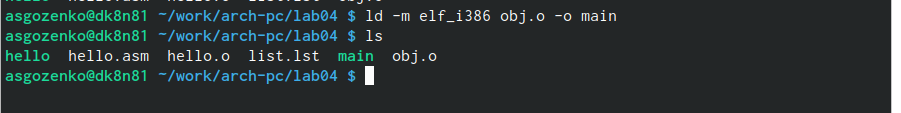 asgozenko@dk8n81 ~/work/arch-pc/lab04 $ ld -m elf_i386 obj.o -o main
asgozenko@dk8n81 ~/work/arch-pc/lab04 $ ls
hello  hello.asm  hello.o  list.lst  main  obj.o
asgozenko@dk8n81 ~/work/arch-pc/lab04 $